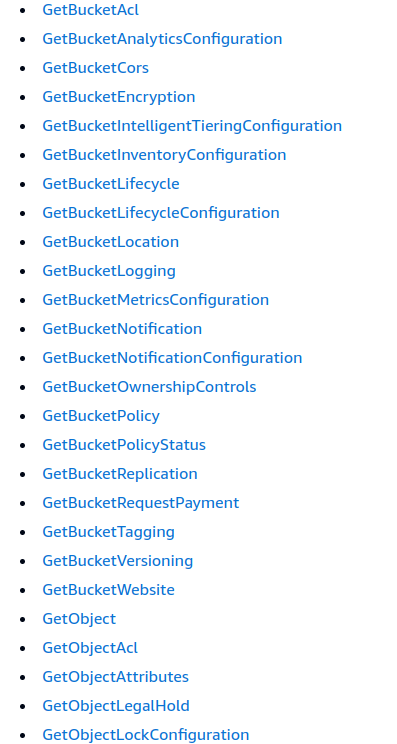 GetBucketAcl
GetBucketAnalyticsConfiguration
GetBucketCors
GetBucketEncryption
GetBucketIntelligentTieringConfiguration
GetBucketInventoryConfiguration
GetBucketLifecycle
GetBucketLifecycleConfiguration
GetBucketLocation
GetBucketLogging
GetBucketMetricsConfiguration
GetBucketNotification
GetBucketNotificationConfiguration
GetBucketOwnershipControls
GetBucketPolicy
GetBucketPolicyStatus
GetBucketReplication
GetBucketRequestPayment
GetBucketTagging
GetBucketVersioning
GetBucketWebsite
GetObject
GetObjectAcl
GetObjectAttributes
GetObjectLegalHold
GetObjectLockConfiguration